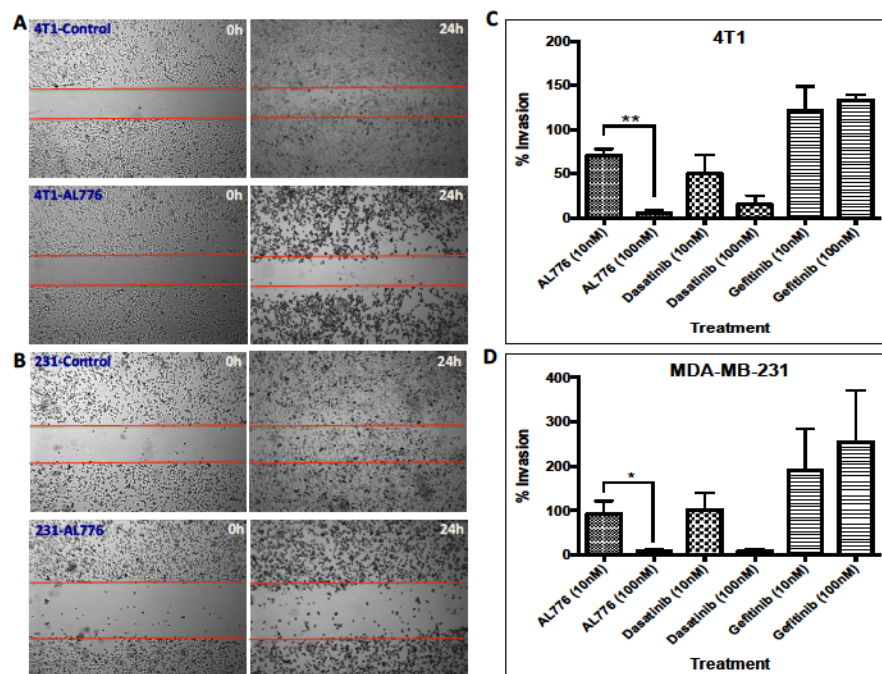 A
4T1-Control
0h
24h
4T1-AL776
0h
24h
B
231-Control
0h
24h
231-AL776
0h
24h
C
4T1
% Invasion
200
150
100
50
0
**
AL776 (10nM)
AL776 (100nM)
Dasatinib (10nM)
Dasatinib (100nM)
Gefitinib (10nM)
Gefitinib (100nM)
Treatment
D
MDA-MB-231
% Invasion
400
300
200
100
0
*
AL776 (10nM)
AL776 (100nM)
Dasatinib (10nM)
Dasatinib (100nM)
Gefitinib (10nM)
Gefitinib (100nM)
Treatment